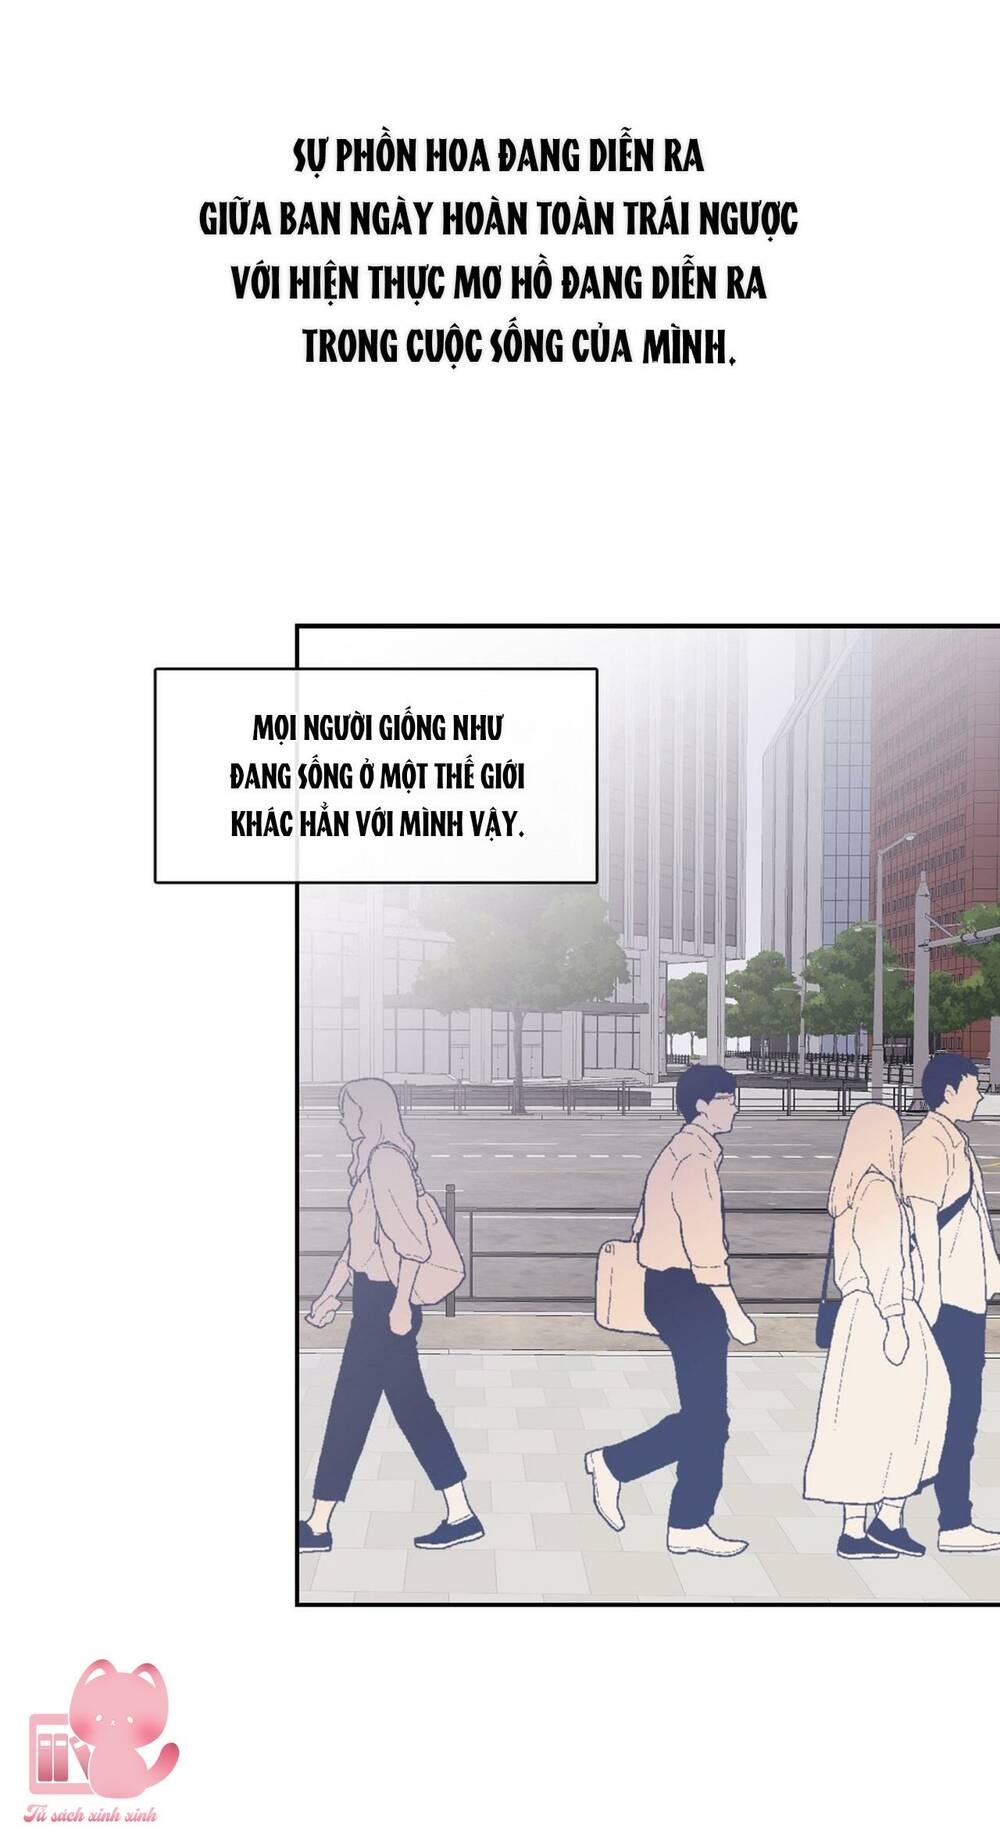 SỰ PHỒN HOA ĐANG DIỄN RA
GIỮA BAN NGÀY HOÀN TOÀN TRÁI NGƯỢC
VỚI HIỆN THỰC MƠ HỒ ĐANG DIỄN RA
TRONG CUỘC SỐNG CỦA MÌNH.
MỌI NGƯỜI GIỐNG NHƯ
ĐANG SỐNG Ở MỘT THẾ GIỚI
KHÁC HẲN VỚI MÌNH VẬY.
Tủ sách xinh xinh